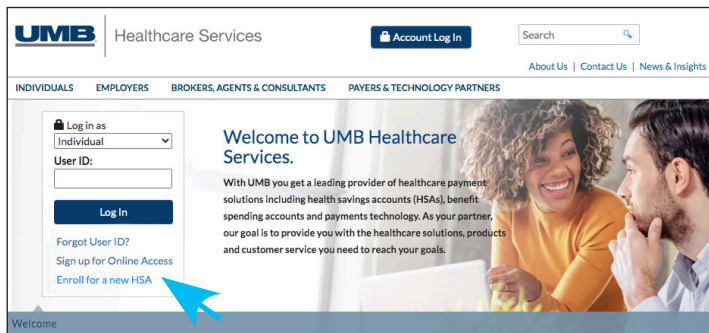 UMB Healthcare Services
Account Log In
Search
About Us | Contact Us | News & Insights
INDIVIDUALS EMPLOYERS BROKERS, AGENTS & CONSULTANTS PAYERS & TECHNOLOGY PARTNERS
Log in as
Individual
User ID:
Log In
Forgot User ID?
Sign up for Online Access
Enroll for a new HSA
Welcome to UMB Healthcare
Services.
With UMB you get a leading provider of healthcare payment
solutions including health savings accounts (HSAs), benefit
spending accounts and payments technology. As your partner,
our goal is to provide you with the healthcare solutions, products
and customer service you need to reach your goals.
Welcome